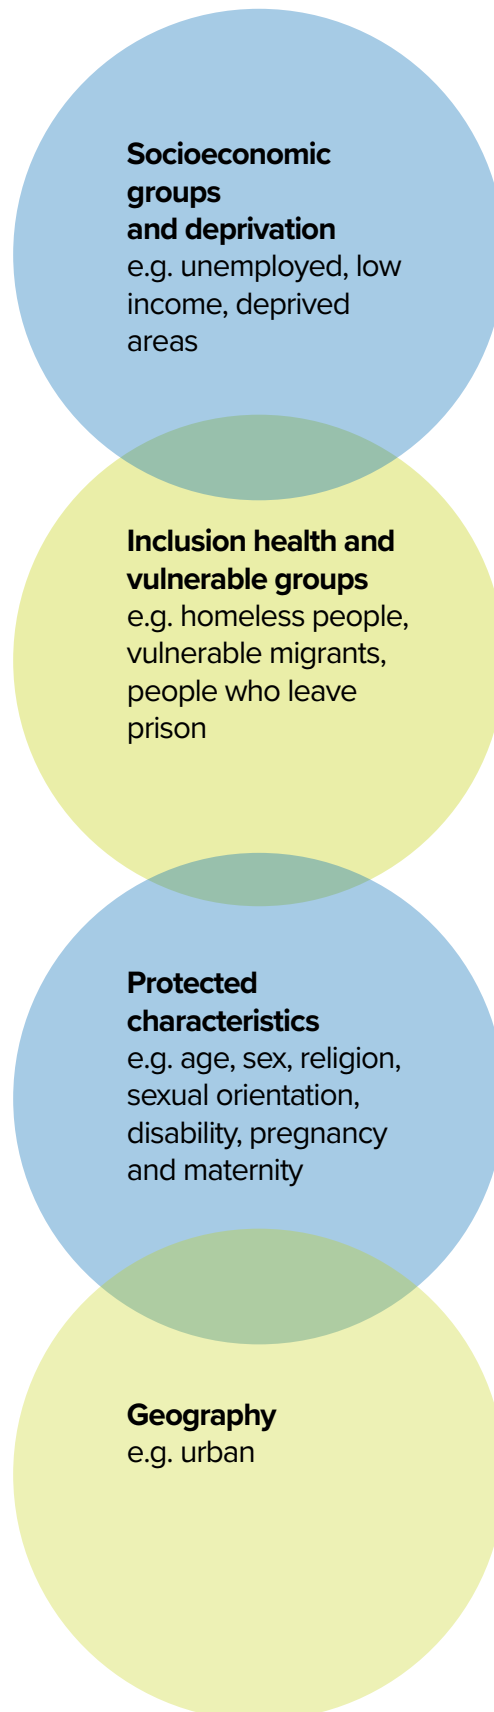 Socioeconomic
groups
and deprivation
e.g. unemployed, low
income, deprived
areas
Inclusion health and
vulnerable groups
e.g. homeless people,
vulnerable migrants,
people who leave
prison
Protected
characteristics
e.g. age, sex, religion,
sexual orientation,
disability, pregnancy
and maternity
Geography
e.g. urban